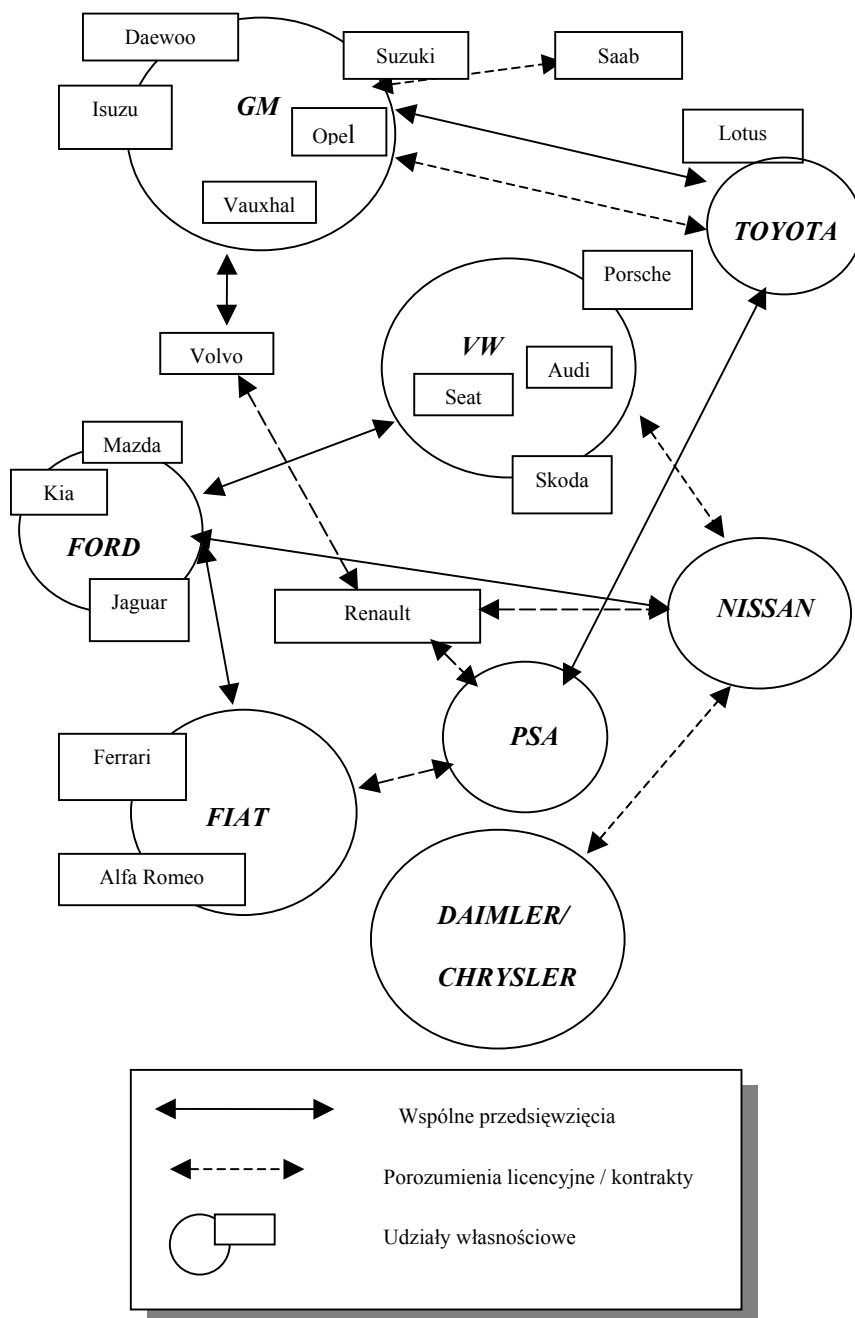 Daewoo
Suzuki
Saab
Isuzu
GM
Opel
Lotus
Vauxhal
TOYOTA
Porsche
Volvo
VW
Audi
Seat
Mazda
Kia
Skoda
FORD
Jaguar
Renault
NISSAN
Ferrari
PSA
FIAT
Alfa Romeo
DAIMLER/
CHRYSLER
Wspólne przedsięwzięcia
Porozumienia licencyjne / kontrakty
Udziały własnościowe